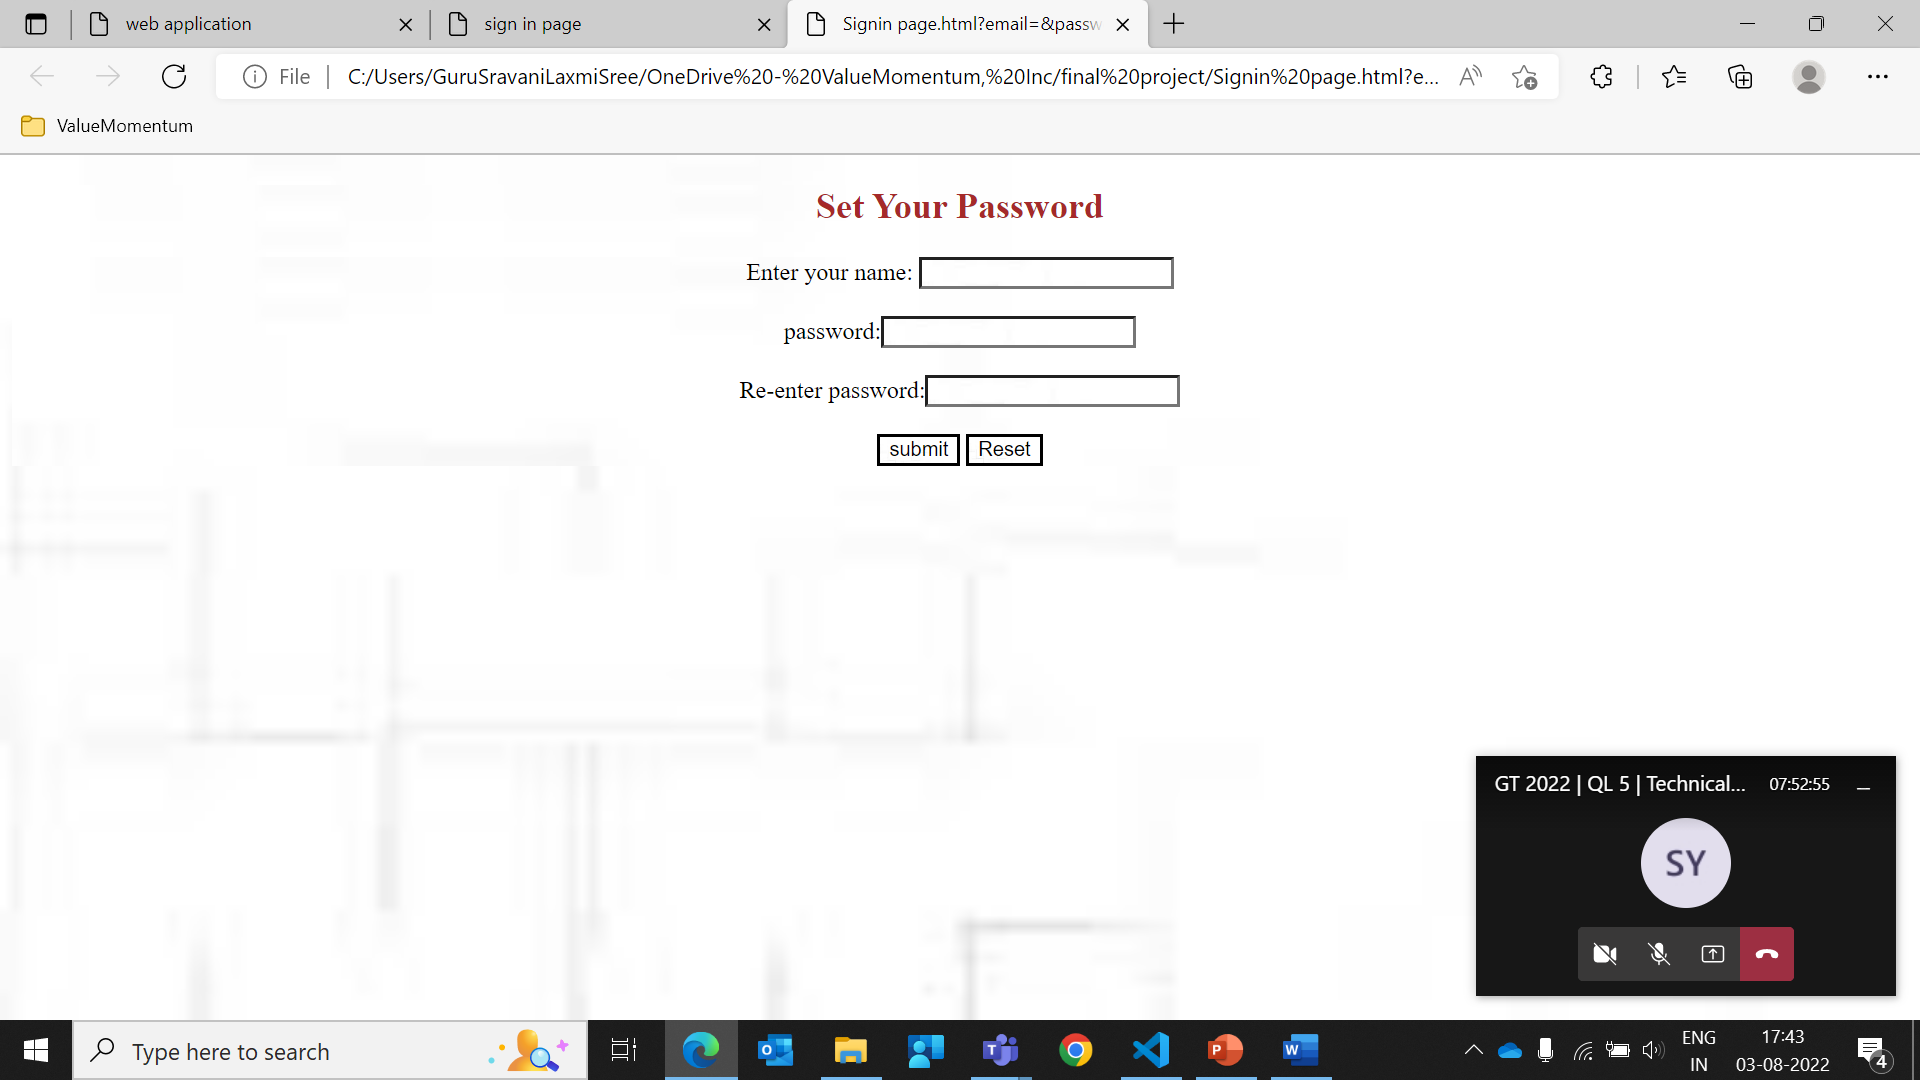 web application
sign in page
Signin page.html?email=&passw
File
C:/Users/GuruSravaniLaxmiSree/OneDrive%20-%20ValueMomentum,%20Inc/final%20project/Signin%20page.html?e...
ValueMomentum
Set Your Password
Enter your name:
password:
Re-enter password:
submit Reset
GT 2022 | QL 5 | Technical... 07:52:55
SY
Type here to search
ENG
IN
17:43
03-08-2022
4